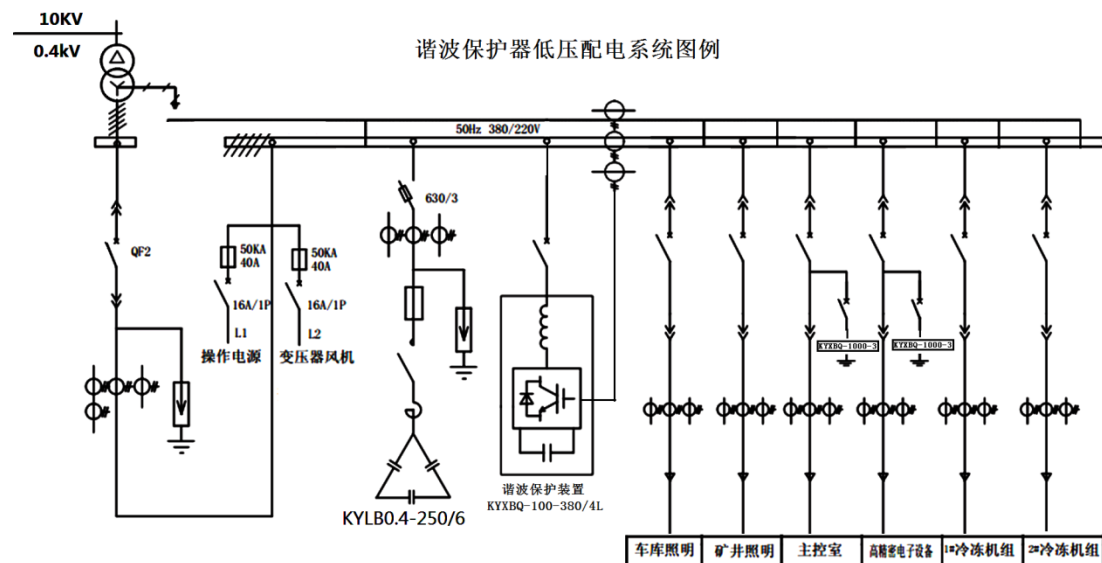 10KV
0.4kV
谐波保护器低压配电系统图例
50Hz 380/220V
630/3
QF2
50KA
40A
50KA
40A
16A/1P
16A/1P
L1
L2
操作电源
变压器风机
KYXBQ-1000-3
KYXBQ-1000-3
谐波保护装置
KYXBQ-100-380/4L
KYLB0.4-250/6
车库照明
矿井照明
主控室
高精密电子设备
1#冷冻机组
2#冷冻机组